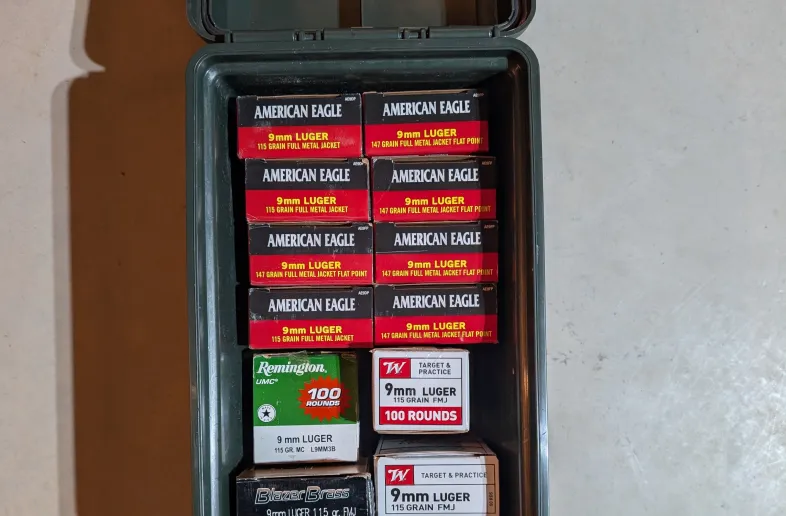 AMERICAN EAGLE
9mm LUGER
115 GRAIN FULL METAL JACKET
AMERICAN EAGLE
9mm LUGER
147 GRAIN FULL METAL JACKET FLAT POINT
AMERICAN EAGLE
9mm LUGER
115 GRAIN FULL METAL JACKET
AMERICAN EAGLE
9mm LUGER
147 GRAIN FULL METAL JACKET FLAT POINT
AMERICAN EAGLE
9mm LUGER
147 GRAIN FULL METAL JACKET FLAT POINT
AMERICAN EAGLE
9mm LUGER
147 GRAIN FULL METAL JACKET FLAT POINT
AMERICAN EAGLE
9mm LUGER
115 GRAIN FULL METAL JACKET
AMERICAN EAGLE
9mm LUGER
147 GRAIN FULL METAL JACKET FLAT POINT
Remington®
UMC®
100
ROUNDS
9 mm LUGER
115 GR. MC L9MM3B
W
TARGET &
PRACTICE
9mm LUGER
115 GRAIN FMJ
100 ROUNDS
Blazer Brass
9mm LUGER 115 gr. FMJ
W
TARGET & PRACTICE
9mm LUGER
115 GRAIN FMJ